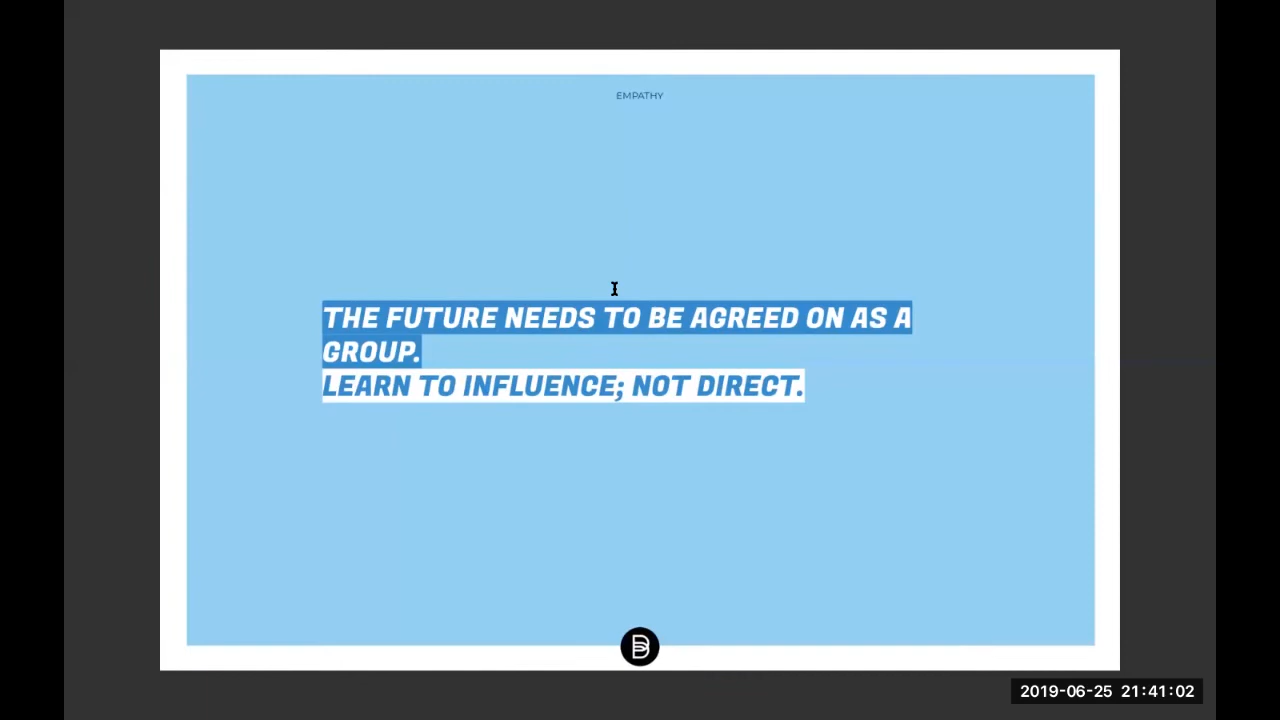 EMPATHY
THE FUTURE NEEDS TO BE AGREED ON AS A
GROUP.
LEARN TO INFLUENCE; NOT DIRECT.
B
2019-06-25 21:41:02